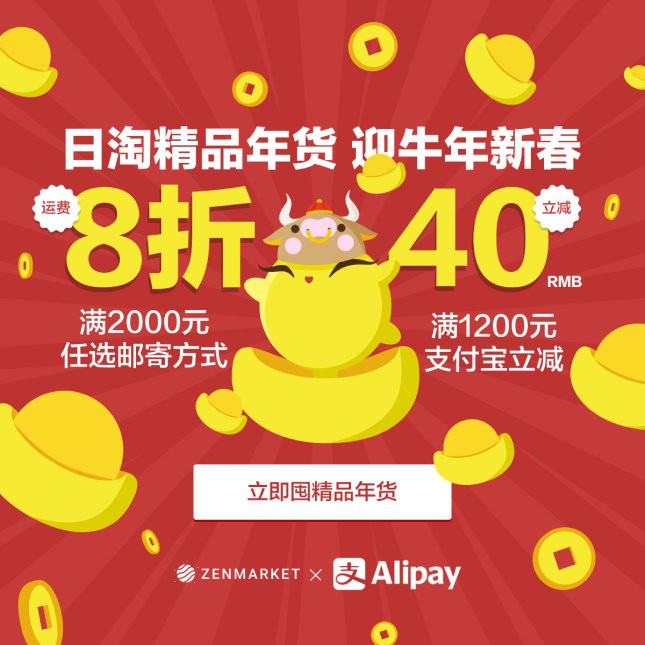 日淘精品年货 迎牛年新春
运费
8折
立减
40
RMB
满2000元
任选邮寄方式
满1200元
支付宝立减
立即囤精品年货
ZENMARKET × 支 Alipay